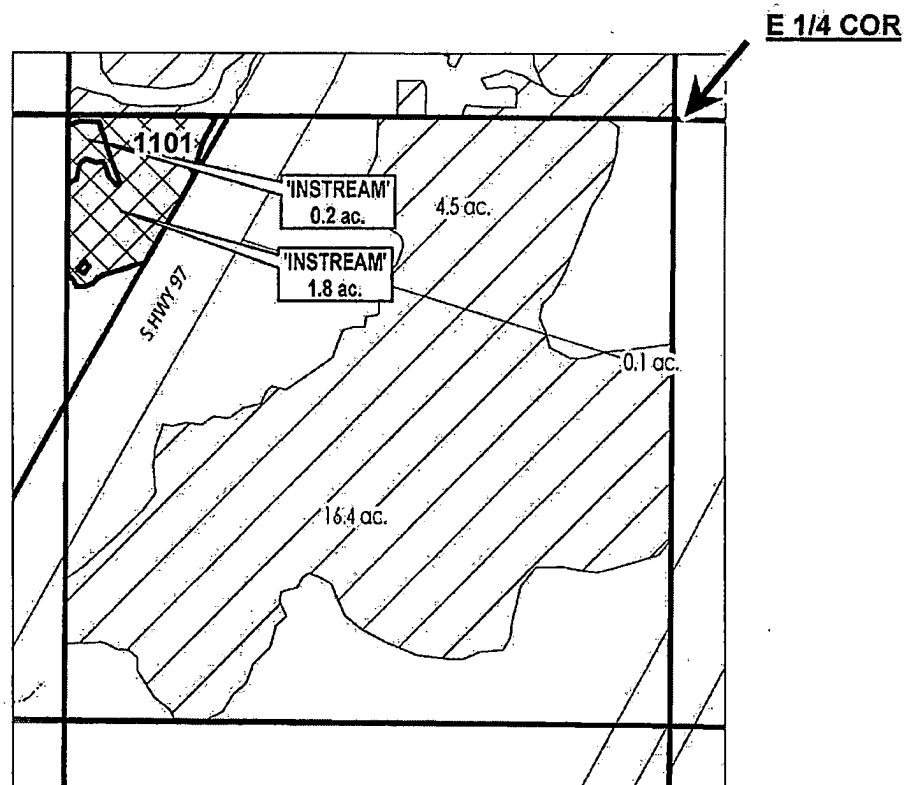 E 1/4 COR
1101
'INSTREAM'
0.2 ac.
4.5 ac.
'INSTREAM'
1.8 ac.
S HWY 97
0.1 ac.
16.4 ac.